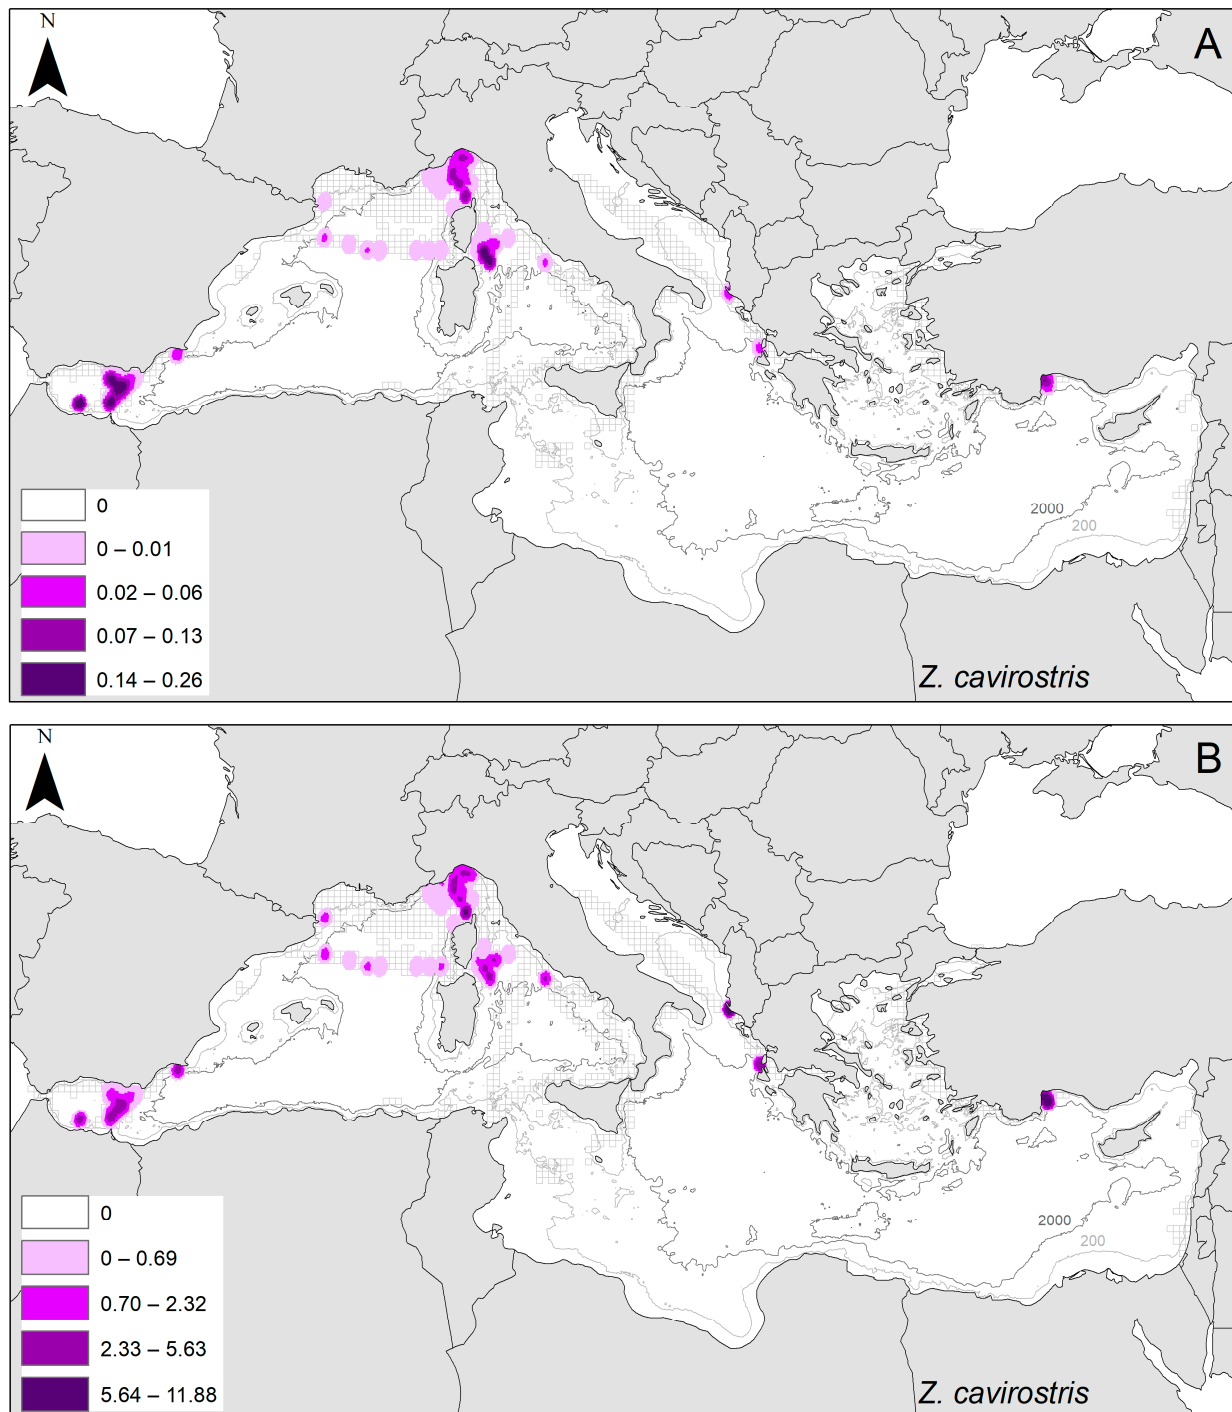 N
A
0
0 – 0.01
0.02 – 0.06
0.07 – 0.13
0.14 – 0.26
2000
200
Z. cavirostris
N
B
0
0 – 0.69
0.70 – 2.32
2.33 – 5.63
5.64 – 11.88
2000
200
Z. cavirostris